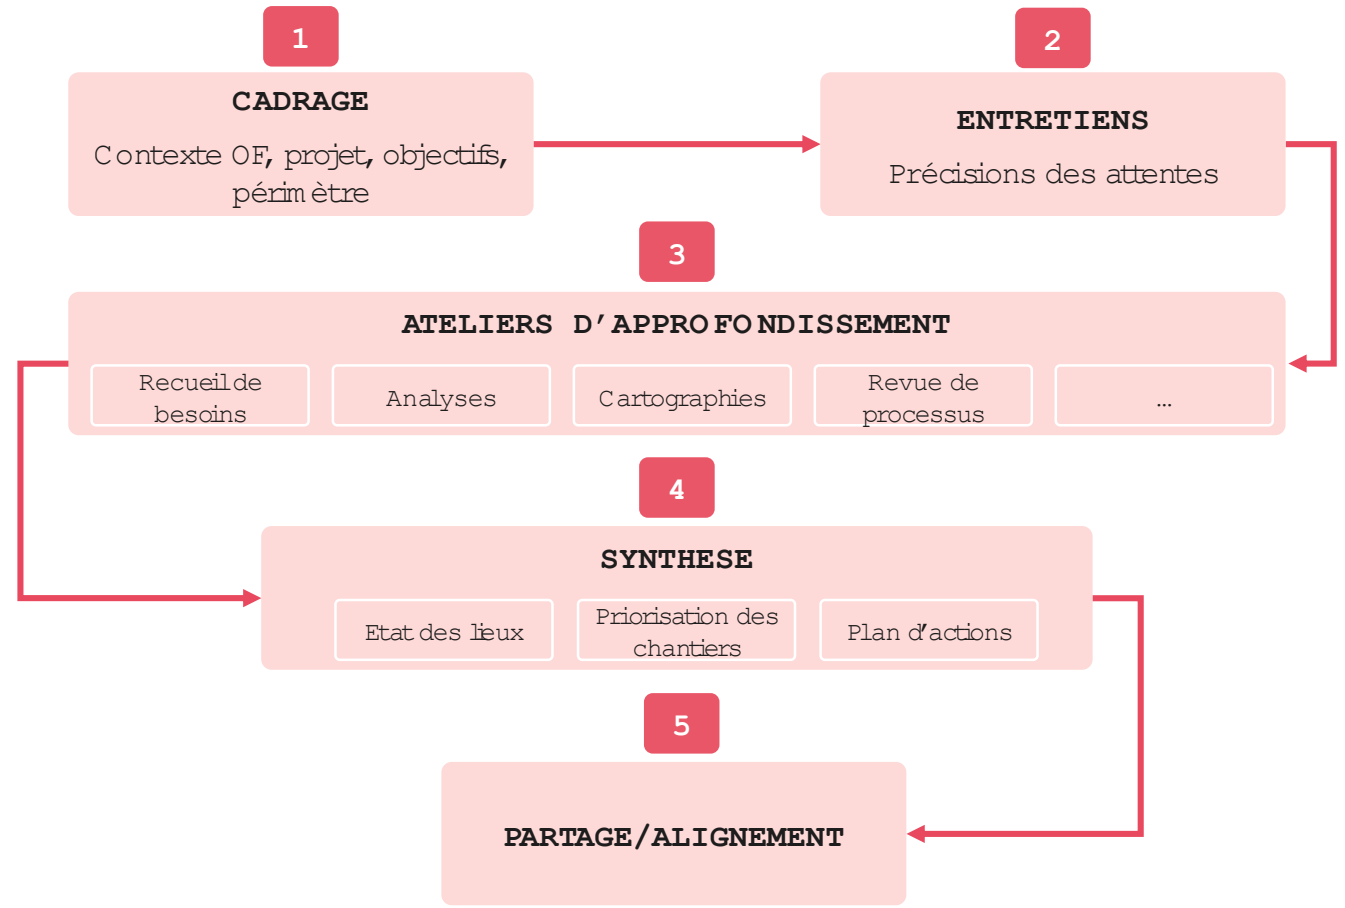 1
CADRAGE
Contexte OF, projet, objectifs,
périmètre
2
ENTRETIENS
Précisions des attentes
3
ATELIERS D’APPROFONDISSEMENT
Recueil de
besoins
Analyses
Cartographies
Revue de
processus
…
4
SYNTHESE
Etat des lieux
Priorisation des
chantiers
Plan d’actions
5
PARTAGE/ALIGNEMENT